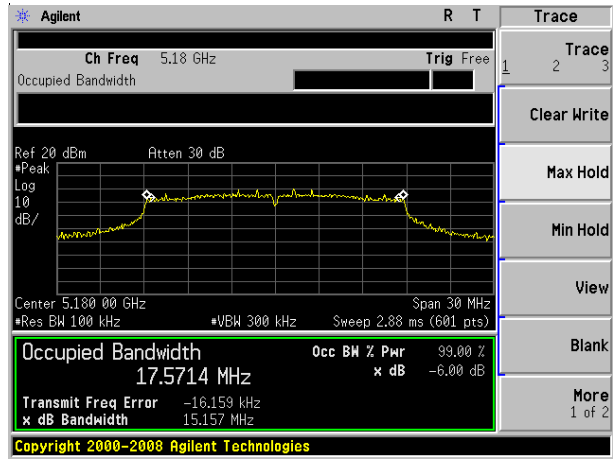 Agilent R T Trace
Ch Freq 5.18 GHz Trig Free
Occupied Bandwidth
Trace
1 2 3
Clear Write
Max Hold
Min Hold
View
Blank
More
1 of 2
Ref 20 dBm Atten 30 dB
#Peak
Log
10
dB/
Center 5.180 00 GHz Span 30 MHz
#Res BW 100 kHz #VBW 300 kHz Sweep 2.88 ms (601 pts)
Occupied Bandwidth Occ BW % Pwr 99.00 %
17.5714 MHz x dB -6.00 dB
Transmit Freq Error -16.159 kHz
x dB Bandwidth 15.157 MHz
Copyright 2000-2008 Agilent Technologies